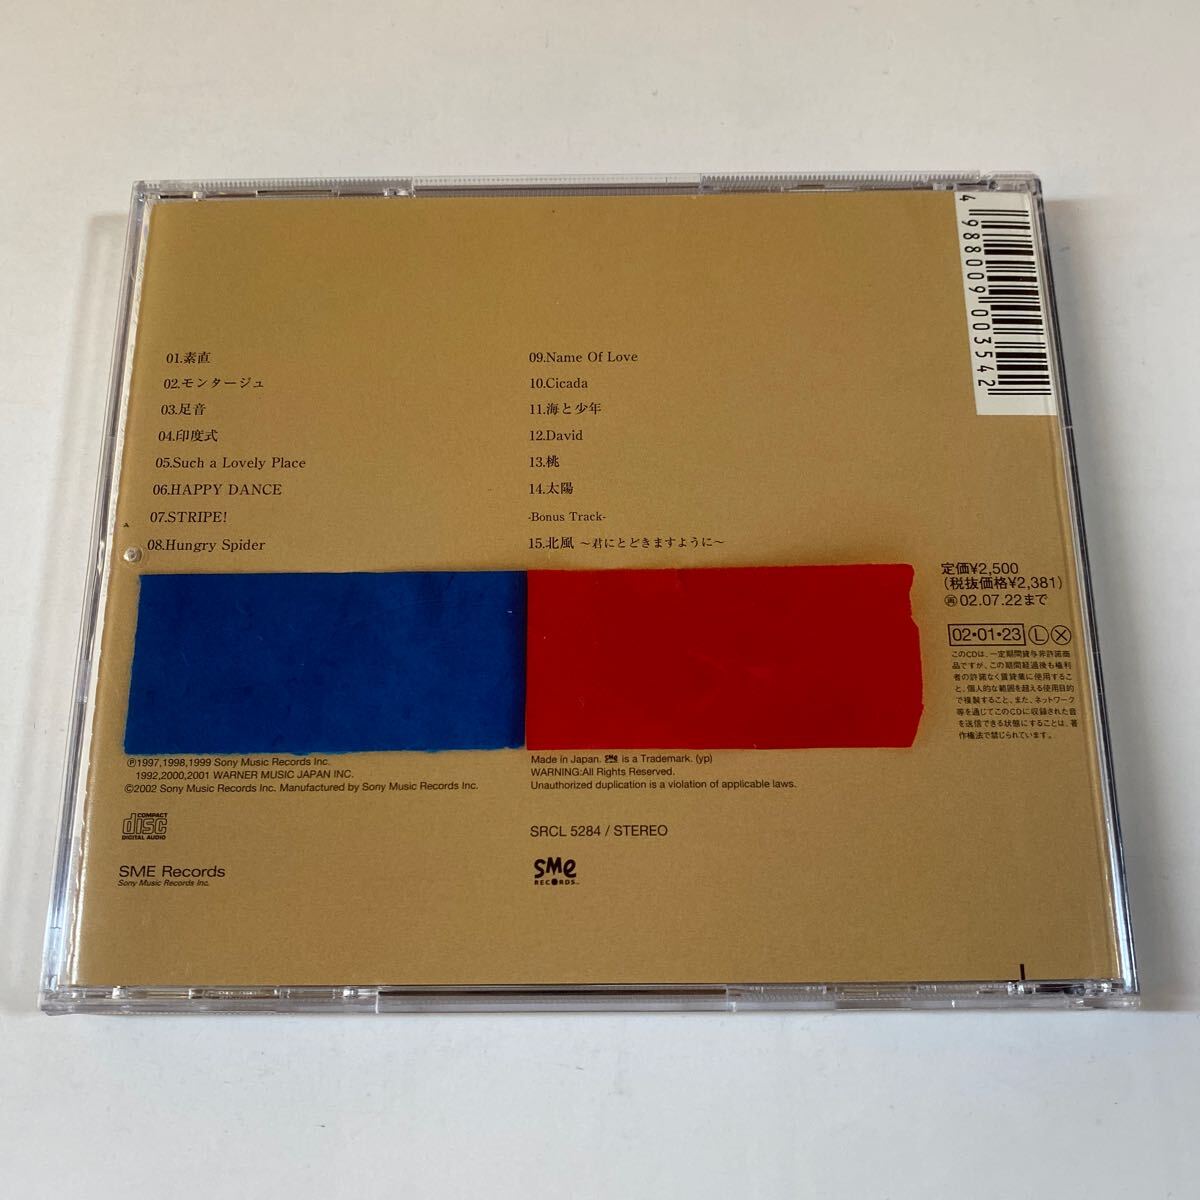 01.素直
02.モンタージュ
03.足音
04.印度式
05.Such a Lovely Place
06.HAPPY DANCE
07.STRIPE!
08.Hungry Spider
09.Name Of Love
10.Cicada
11.海と少年
12.David
13.桃
14.太陽
-Bonus Track-
15.北風 〜君にとどきますように〜
4 988009 003542
定価¥2,500
(税抜価格¥2,381)
再 02.07.22まで
02・01・23 L X
このCDは、一定期間貸与非許諾商
品ですが、この期間経過後も権利
者の許諾なく賃貸業に使用するこ
と、個人的な範囲を超える使用目的
で複製すること、また、ネットワーク
等を通じてこのCDに収録された音
を送信できる状態にすることは、著
作権法で禁じられています。
℗1997,1998,1999 Sony Music Records Inc.
1992,2000,2001 WARNER MUSIC JAPAN INC.
©2002 Sony Music Records Inc. Manufactured by Sony Music Records Inc.
Made in Japan. SMe is a Trademark. (yp)
WARNING:All Rights Reserved.
Unauthorized duplication is a violation of applicable laws.
COMPACT
disc
DIGITAL AUDIO
SRCL 5284 / STEREO
SME Records
Sony Music Records Inc.
SMe
RECORDS